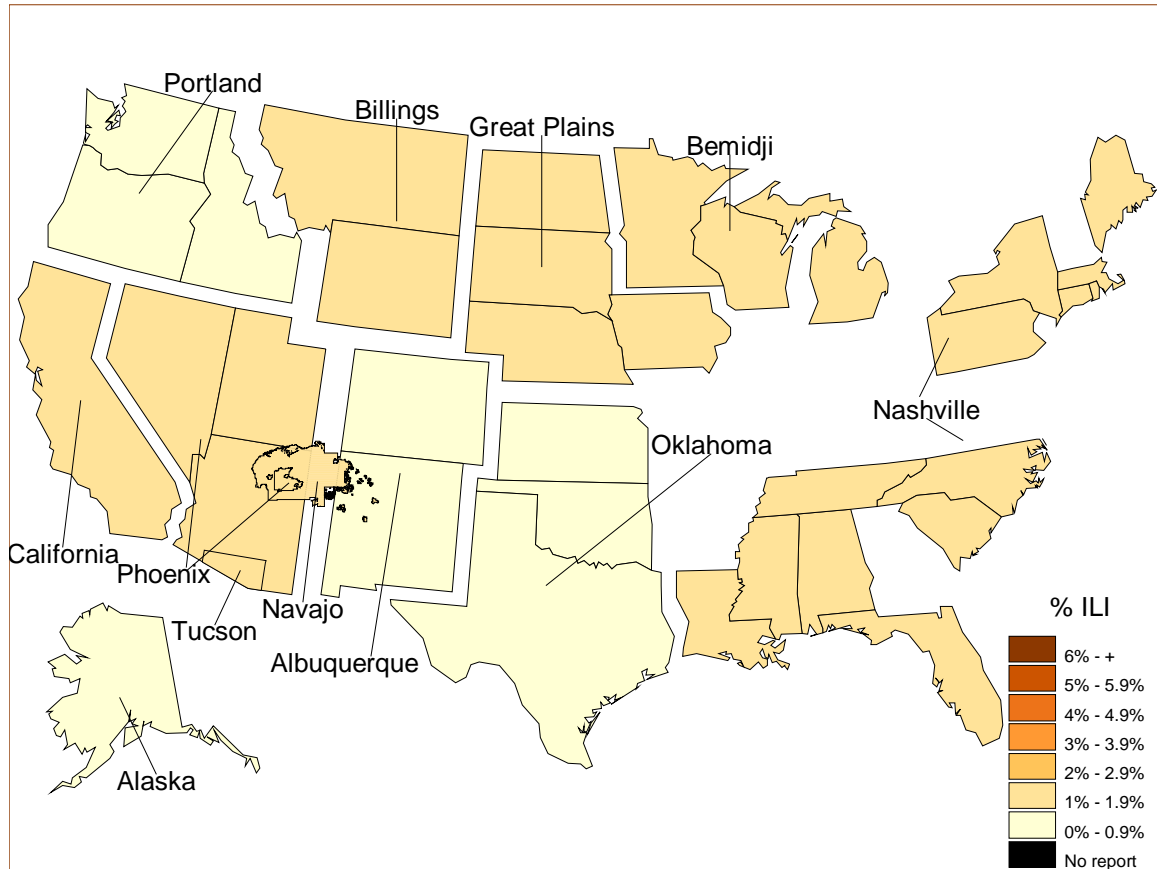 Portland
Billings
Great Plains
Bemidji
Nashville
Oklahoma
California
Phoenix
Navajo
Tucson
Albuquerque
Alaska
% ILI
6% - +
5% - 5.9%
4% - 4.9%
3% - 3.9%
2% - 2.9%
1% - 1.9%
0% - 0.9%
No report